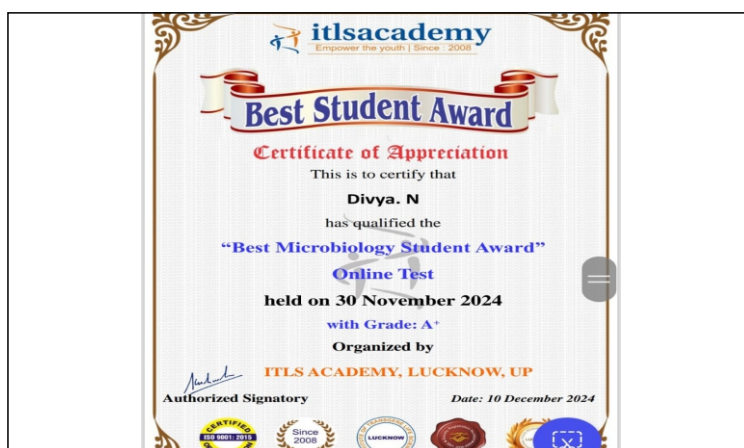 itlsacademy
Empower the youth | Since : 2008
Best Student Award
Certificate of Appreciation
This is to certify that
Divya. N
has qualified the
“Best Microbiology Student Award”
Online Test
held on 30 November 2024
with Grade: A+
Organized by
ITLS ACADEMY, LUCKNOW, UP
Authorized Signatory
Date: 10 December 2024
CERTIFIED
ISO 9001: 2015
Since
2008
LUCKNOW